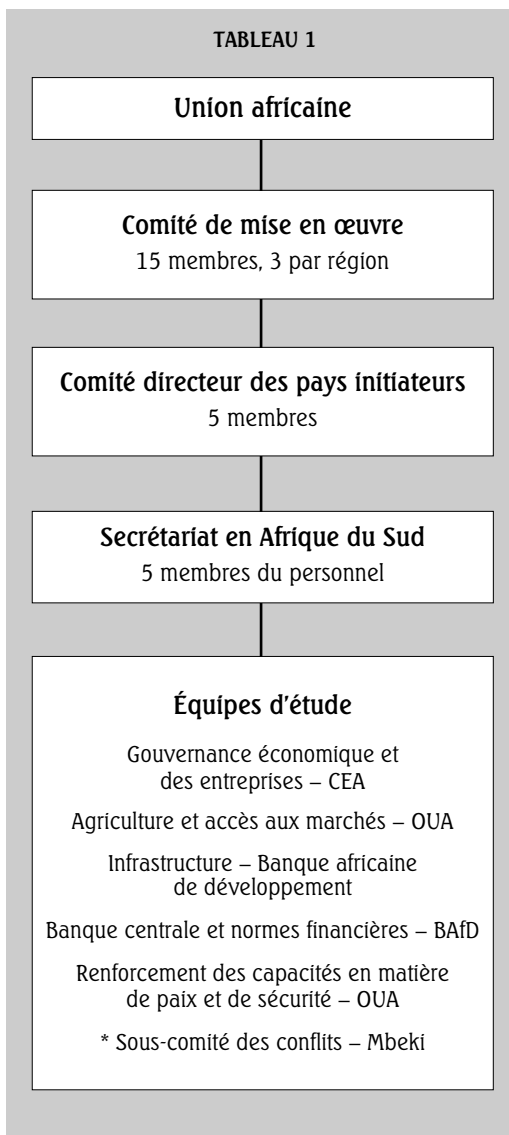 TABLEAU 1
Union africaine
Comité de mise en œuvre
15 membres, 3 par région
Comité directeur des pays initiateurs
5 membres
Secrétariat en Afrique du Sud
5 membres du personnel
Équipes d'étude
Gouvernance économique et
des entreprises – CEA
Agriculture et accès aux marchés – OUA
Infrastructure – Banque africaine
de développement
Banque centrale et normes financières – BAfD
Renforcement des capacités en matière
de paix et de sécurité – OUA
* Sous-comité des conflits – Mbeki